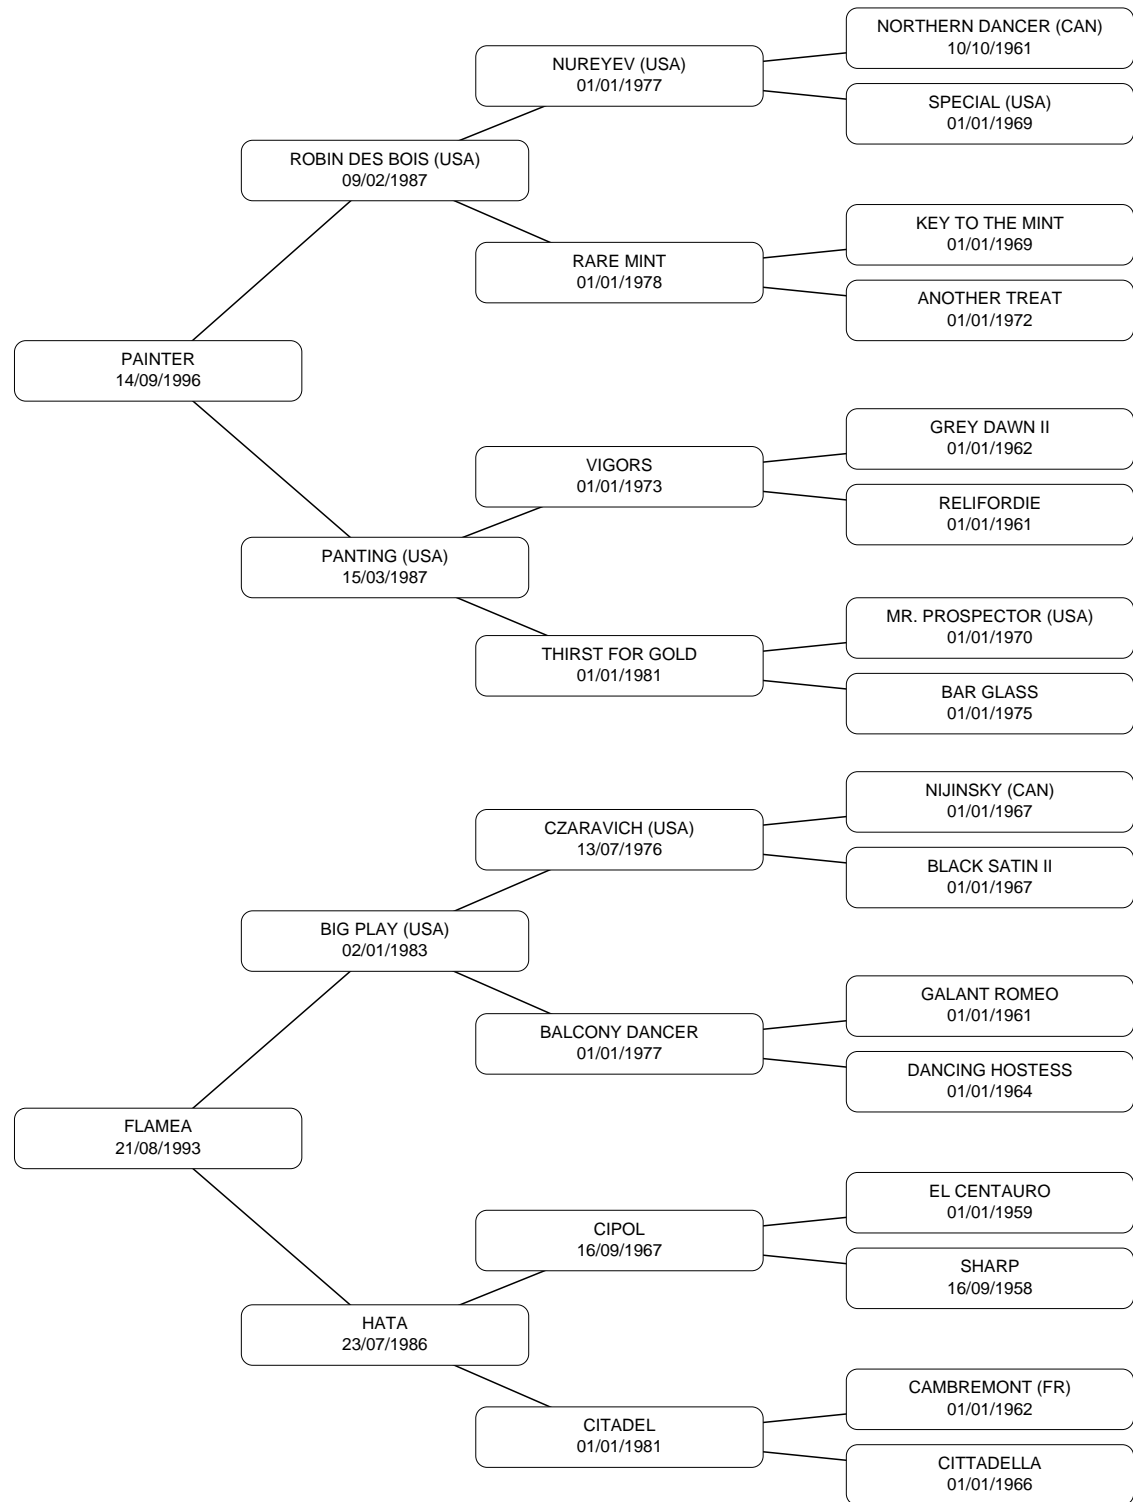 NORTHERN DANCER (CAN)
10/10/1961
NUREYEV (USA)
01/01/1977
SPECIAL (USA)
01/01/1969
ROBIN DES BOIS (USA)
09/02/1987
KEY TO THE MINT
01/01/1969
RARE MINT
01/01/1978
ANOTHER TREAT
01/01/1972
PAINTER
14/09/1996
GREY DAWN II
01/01/1962
VIGORS
01/01/1973
RELIFORDIE
01/01/1961
PANTING (USA)
15/03/1987
MR. PROSPECTOR (USA)
01/01/1970
THIRST FOR GOLD
01/01/1981
BAR GLASS
01/01/1975
NIJINSKY (CAN)
01/01/1967
CZARAVICH (USA)
13/07/1976
BLACK SATIN II
01/01/1967
BIG PLAY (USA)
02/01/1983
GALANT ROMEO
01/01/1961
BALCONY DANCER
01/01/1977
DANCING HOSTESS
01/01/1964
FLAMEA
21/08/1993
EL CENTAURO
01/01/1959
CIPOL
16/09/1967
SHARP
16/09/1958
HATA
23/07/1986
CAMBREMONT (FR)
01/01/1962
CITADEL
01/01/1981
CITTADELLA
01/01/1966